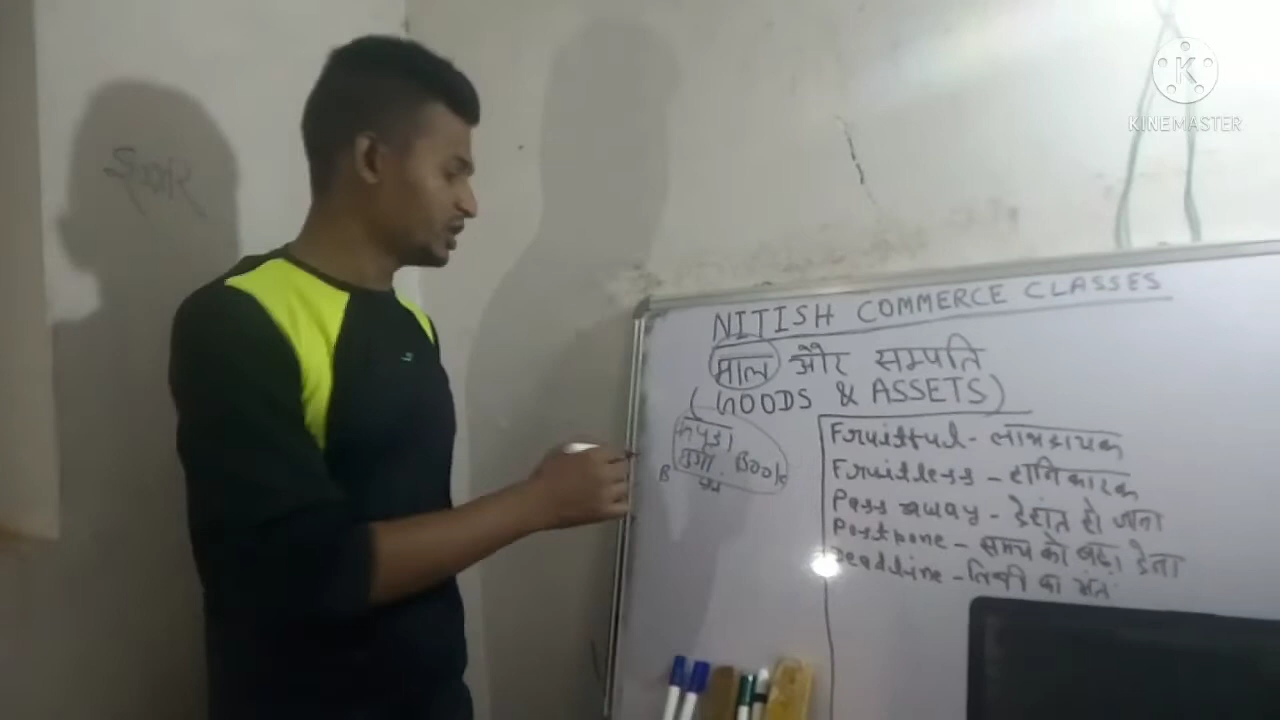 KINEMASTER
NITISH COMMERCE CLASSES
माल और सम्पति
(GOODS & ASSETS)
कपड़ा
Book
B
Fruitful - लाभदायक
Fruitless - हानिकारक
Pass away - देहांत हो जाना
Postpone - समय को बढ़ा देना
Deadline - तिथी का अंत